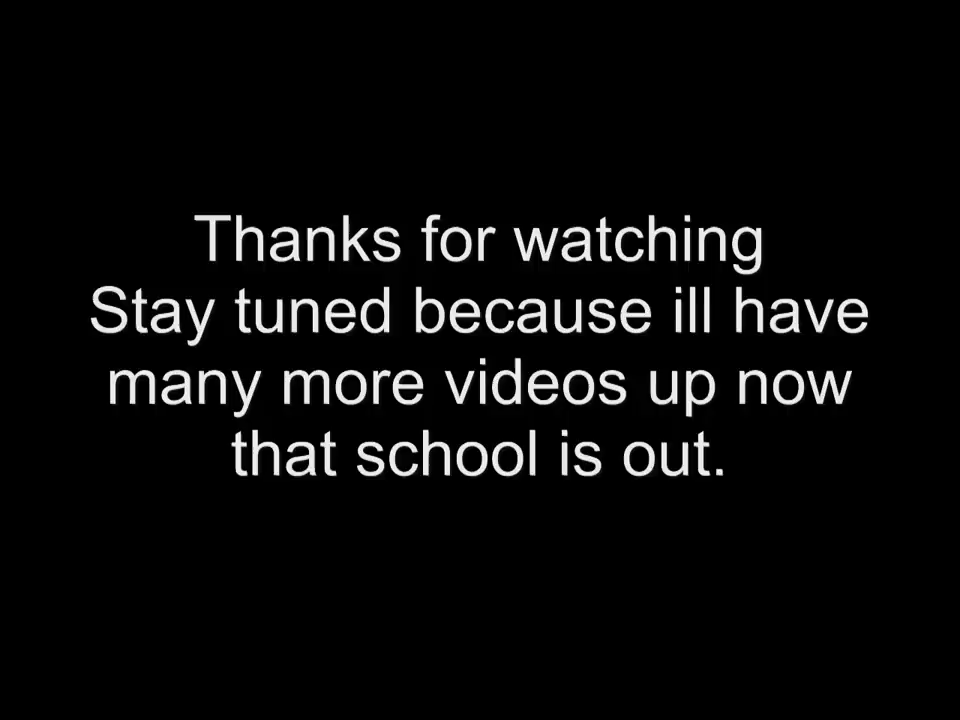 Thanks for watching
Stay tuned because ill have
many more videos up now
that school is out.